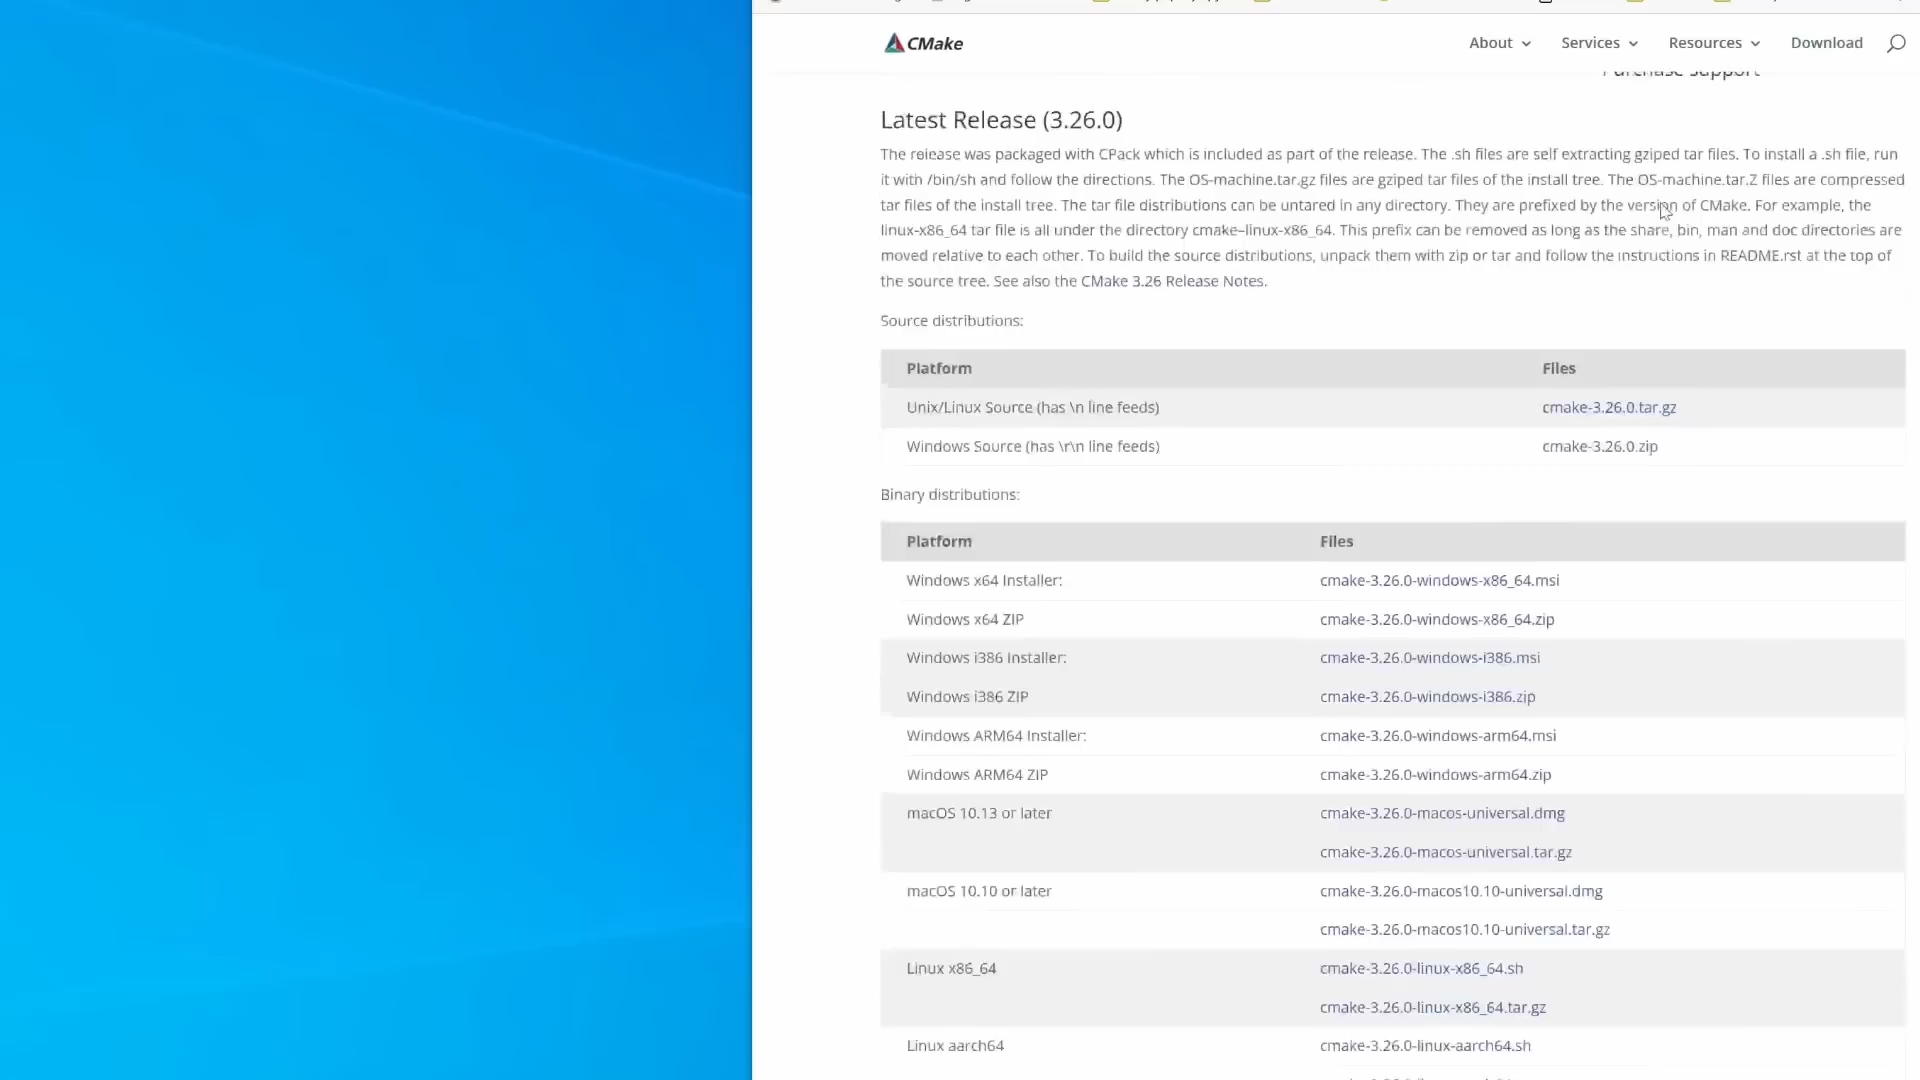 CMake
About
Services
Resources
Download
Purchase support
Latest Release (3.26.0)
The release was packaged with CPack which is included as part of the release. The .sh files are self extracting gziped tar files. To install a .sh file, run
it with /bin/sh and follow the directions. The OS-machine.tar.gz files are gziped tar files of the install tree. The OS-machine.tar.Z files are compressed
tar files of the install tree. The tar file distributions can be untared in any directory. They are prefixed by the version of CMake. For example, the
linux-x86_64 tar file is all under the directory cmake–linux-x86_64. This prefix can be removed as long as the share, bin, man and doc directories are
moved relative to each other. To build the source distributions, unpack them with zip or tar and follow the instructions in README.rst at the top of
the source tree. See also the CMake 3.26 Release Notes.
Source distributions:
Platform Files
Unix/Linux Source (has \n line feeds) cmake-3.26.0.tar.gz
Windows Source (has \r\n line feeds) cmake-3.26.0.zip
Binary distributions:
Platform Files
Windows x64 Installer: cmake-3.26.0-windows-x86_64.msi
Windows x64 ZIP cmake-3.26.0-windows-x86_64.zip
Windows i386 Installer: cmake-3.26.0-windows-i386.msi
Windows i386 ZIP cmake-3.26.0-windows-i386.zip
Windows ARM64 Installer: cmake-3.26.0-windows-arm64.msi
Windows ARM64 ZIP cmake-3.26.0-windows-arm64.zip
macOS 10.13 or later cmake-3.26.0-macos-universal.dmg
cmake-3.26.0-macos-universal.tar.gz
macOS 10.10 or later cmake-3.26.0-macos10.10-universal.dmg
cmake-3.26.0-macos10.10-universal.tar.gz
Linux x86_64 cmake-3.26.0-linux-x86_64.sh
cmake-3.26.0-linux-x86_64.tar.gz
Linux aarch64 cmake-3.26.0-linux-aarch64.sh